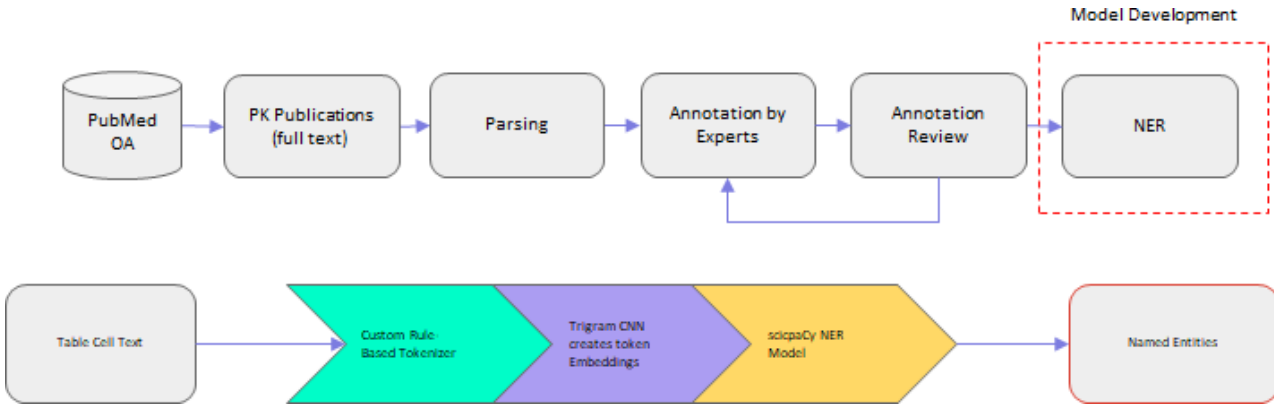 Model Development
PubMed
OA
PK Publications
(full text)
Parsing
Annotation by
Experts
Annotation
Review
NER
Table Cell Text
Custom Rule-
Based Tokenizer
Trigram CNN
creates token
Embeddings
scicpaCy NER
Model
Named Entities